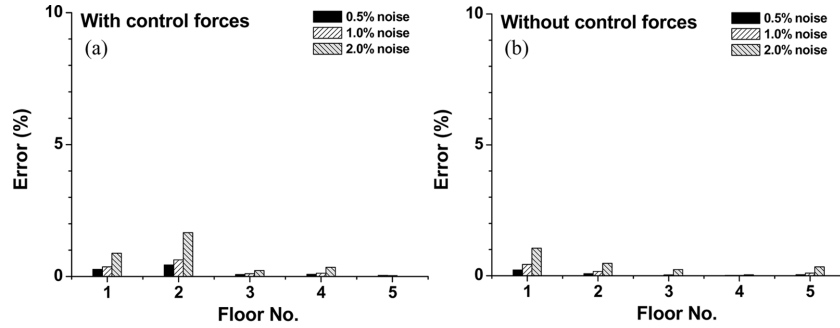 With control forces
(a)
0.5% noise
1.0% noise
2.0% noise
10
5
0
Error (%)
1 2 3 4 5
Floor No.
Without control forces
(b)
0.5% noise
1.0% noise
2.0% noise
10
5
0
Error (%)
1 2 3 4 5
Floor No.